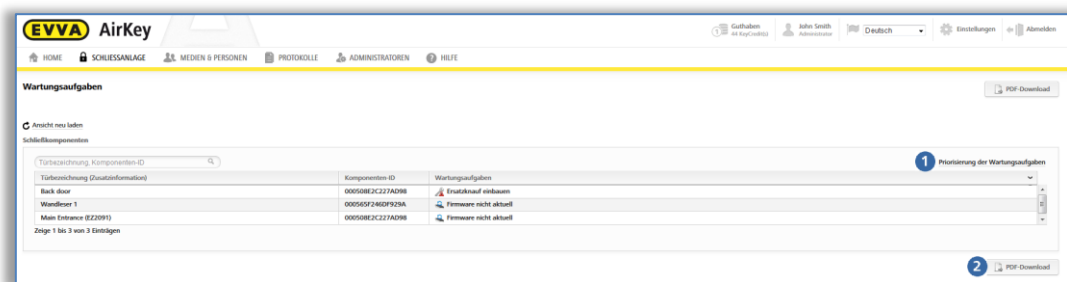 EVVA AirKey
Guthaben
44 KeyCredit(s)
John Smith
Administrator
Deutsch
Einstellungen
Abmelden
HOME SCHLIESSANLAGE MEDIEN & PERSONEN PROTOKOLLE ADMINISTRATOREN HILFE
Wartungsaufgaben
PDF-Download
Ansicht neu laden
Schließkomponenten
Türbezeichnung, Komponenten-ID
1 Priorisierung der Wartungsaufgaben
Türbezeichnung (Zusatzinformation) Komponenten-ID Wartungsaufgaben
Back door 000508E2C227AD98 Ersatzknauf einbauen
Wandleser 1 000565F246DF929A Firmware nicht aktuell
Main Entrance (EZ2091) 000508E2C227AD98 Firmware nicht aktuell
Zeige 1 bis 3 von 3 Einträgen
2 PDF-Download